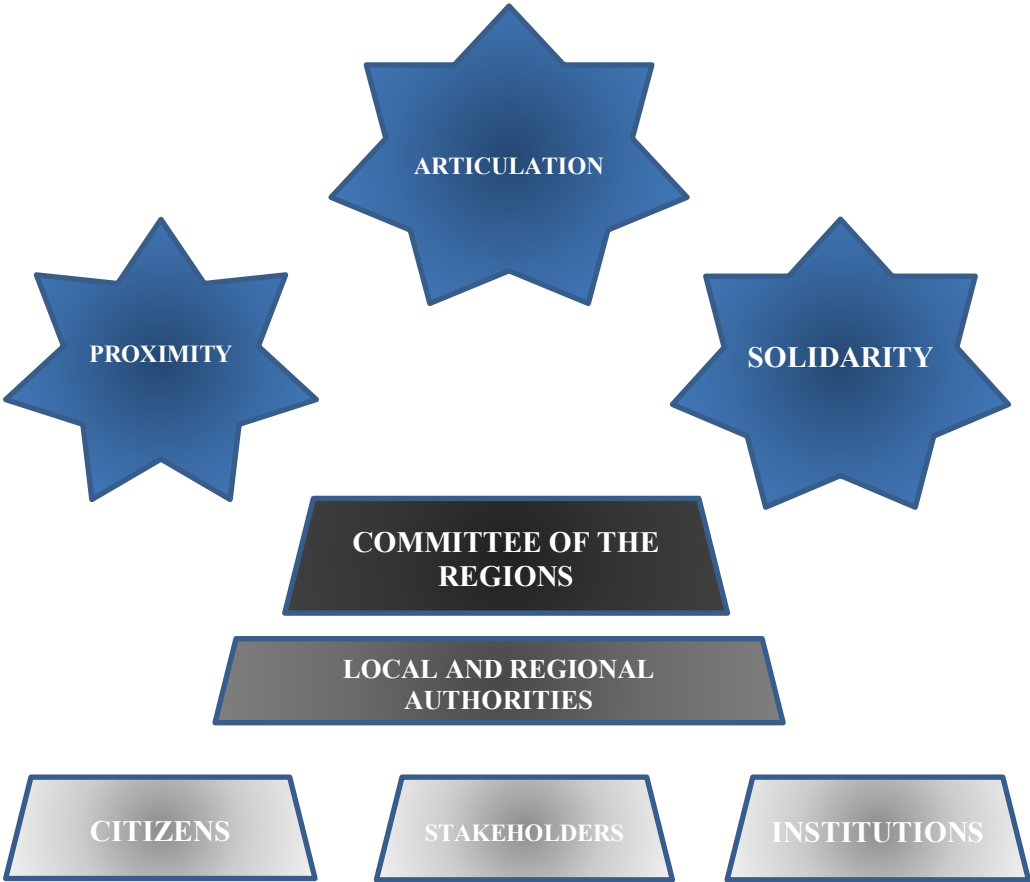 ARTICULATION
PROXIMITY
SOLIDARITY
COMMITTEE OF THE
REGIONS
LOCAL AND REGIONAL
AUTHORITIES
CITIZENS
STAKEHOLDERS
INSTITUTIONS